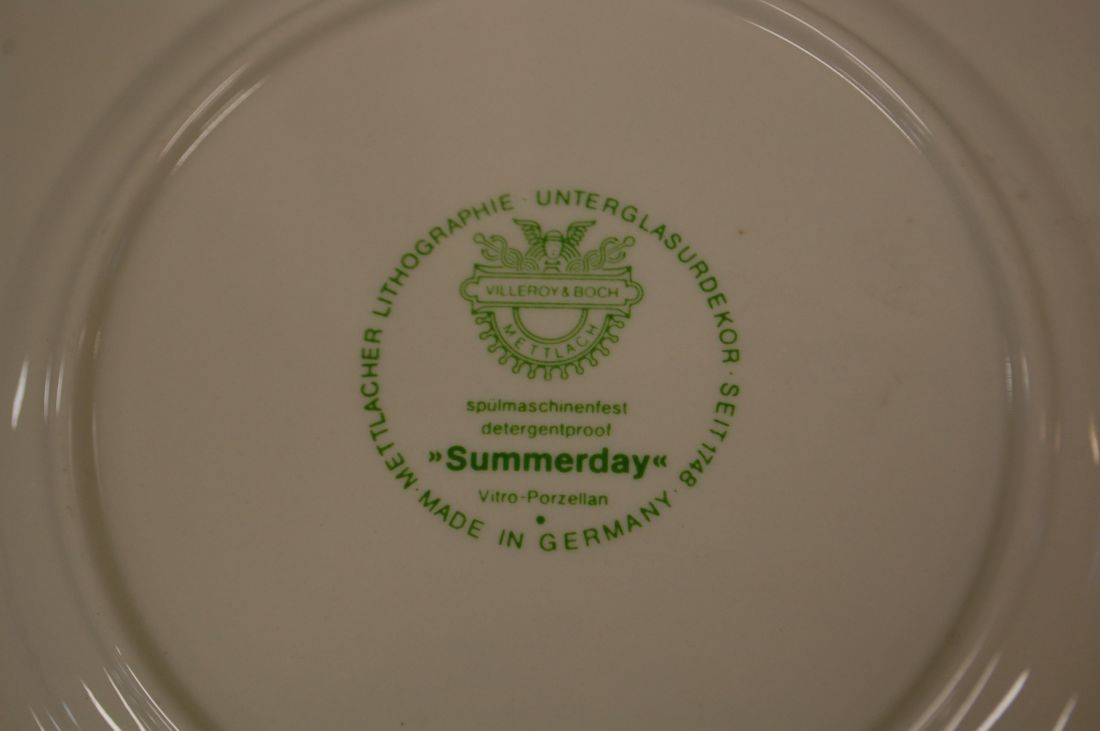 METTLACHER LITHOGRAPHIE · UNTERGLASURDEKOR · SEIT 1748 ·
VILLEROY & BOCH
METTLACH
spülmaschinenfest
detergentproof
»Summerday«
Vitro-Porzellan
· MADE IN GERMANY ·